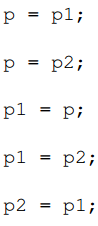 p = p1;
p = p2;
p1 = p;
p1 = p2;
p2 = p1;